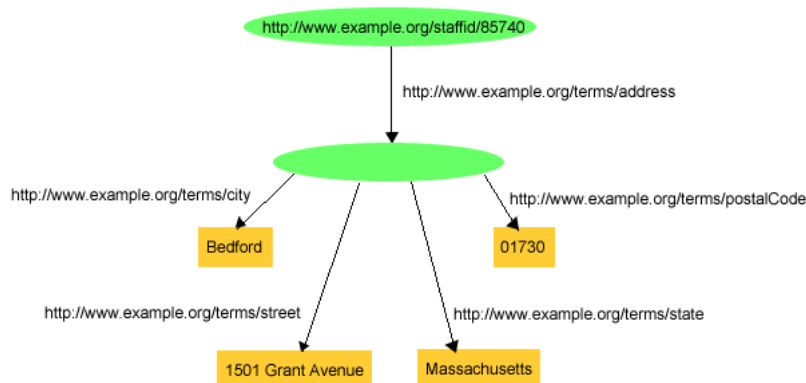 http://www.example.org/staffid/85740
http://www.example.org/terms/address
http://www.example.org/terms/city
http://www.example.org/terms/postalCode
Bedford
01730
http://www.example.org/terms/street
http://www.example.org/terms/state
1501 Grant Avenue
Massachusetts